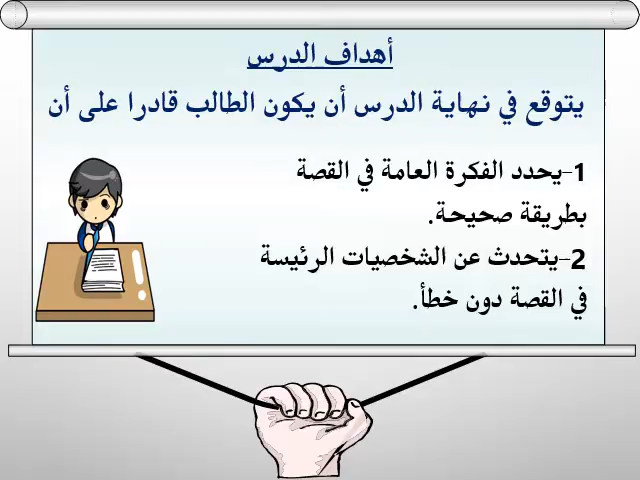 أهداف الدرس
يتوقع في نهاية الدرس أن يكون الطالب قادرا على أن
1-يحدد الفكرة العامة في القصة
بطريقة صحيحة.
2-يتحدث عن الشخصيات الرئيسة
في القصة دون خطأ.